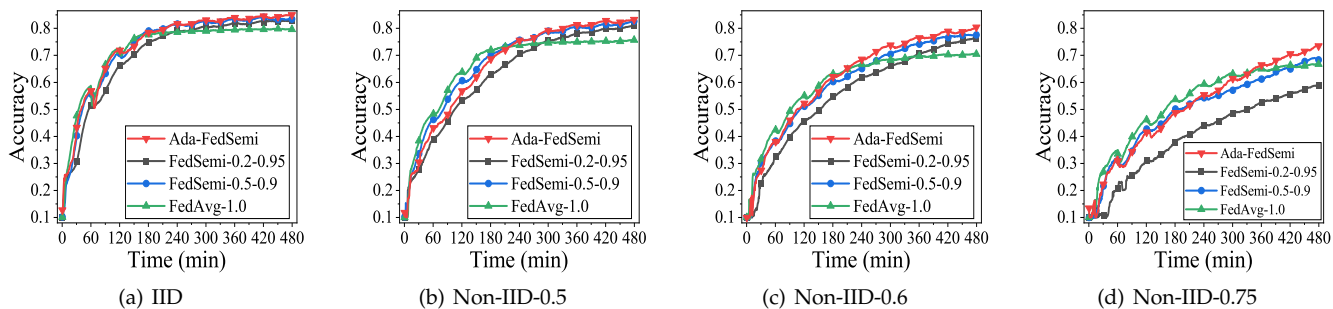 Accuracy
0.8
0.7
0.6
0.5
0.4
0.3
0.2
0.1
Ada-FedSemi
FedSemi-0.2-0.95
FedSemi-0.5-0.9
FedAvg-1.0
0 60 120 180 240 300 360 420 480
Time (min)
(a) IID
Accuracy
0.8
0.7
0.6
0.5
0.4
0.3
0.2
0.1
Ada-FedSemi
FedSemi-0.2-0.95
FedSemi-0.5-0.9
FedAvg-1.0
0 60 120 180 240 300 360 420 480
Time (min)
(b) Non-IID-0.5
Accuracy
0.8
0.7
0.6
0.5
0.4
0.3
0.2
0.1
Ada-FedSemi
FedSemi-0.2-0.95
FedSemi-0.5-0.9
FedAvg-1.0
0 60 120 180 240 300 360 420 480
Time (min)
(c) Non-IID-0.6
Accuracy
0.8
0.7
0.6
0.5
0.4
0.3
0.2
0.1
Ada-FedSemi
FedSemi-0.2-0.95
FedSemi-0.5-0.9
FedAvg-1.0
0 60 120 180 240 300 360 420 480
Time (min)
(d) Non-IID-0.75